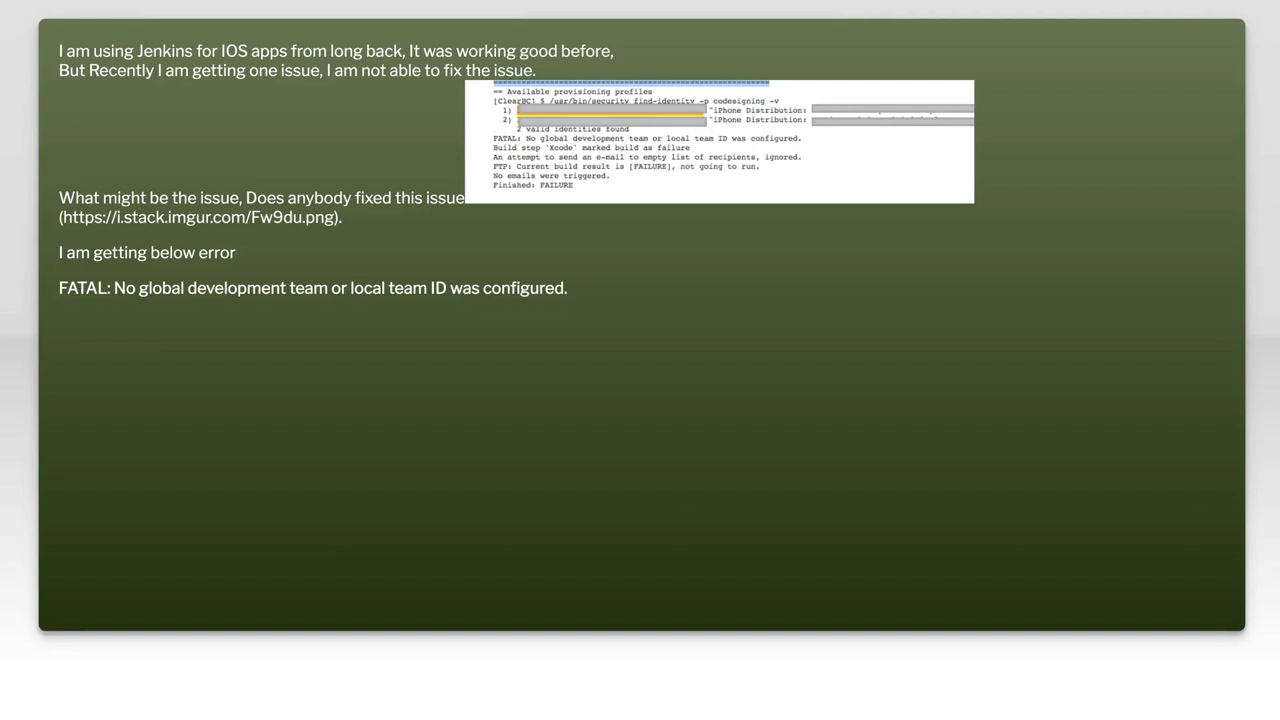 I am using Jenkins for IOS apps from long back, It was working good before,
But Recently I am getting one issue, I am not able to fix the issue.
== Available provisioning profiles
[ClearBC] $ /usr/bin/security find-identity -p codesigning -v
1) "iPhone Distribution:
2) "iPhone Distribution:
2 valid identities found
FATAL: No global development team or local team ID was configured.
Build step 'Xcode' marked build as failure
An attempt to send an e-mail to empty list of recipients, ignored.
FTP: Current build result is [FAILURE], not going to run.
No emails were triggered.
Finished: FAILURE
What might be the issue, Does anybody fixed this issue
(https://i.stack.imgur.com/Fw9du.png).
I am getting below error
FATAL: No global development team or local team ID was configured.